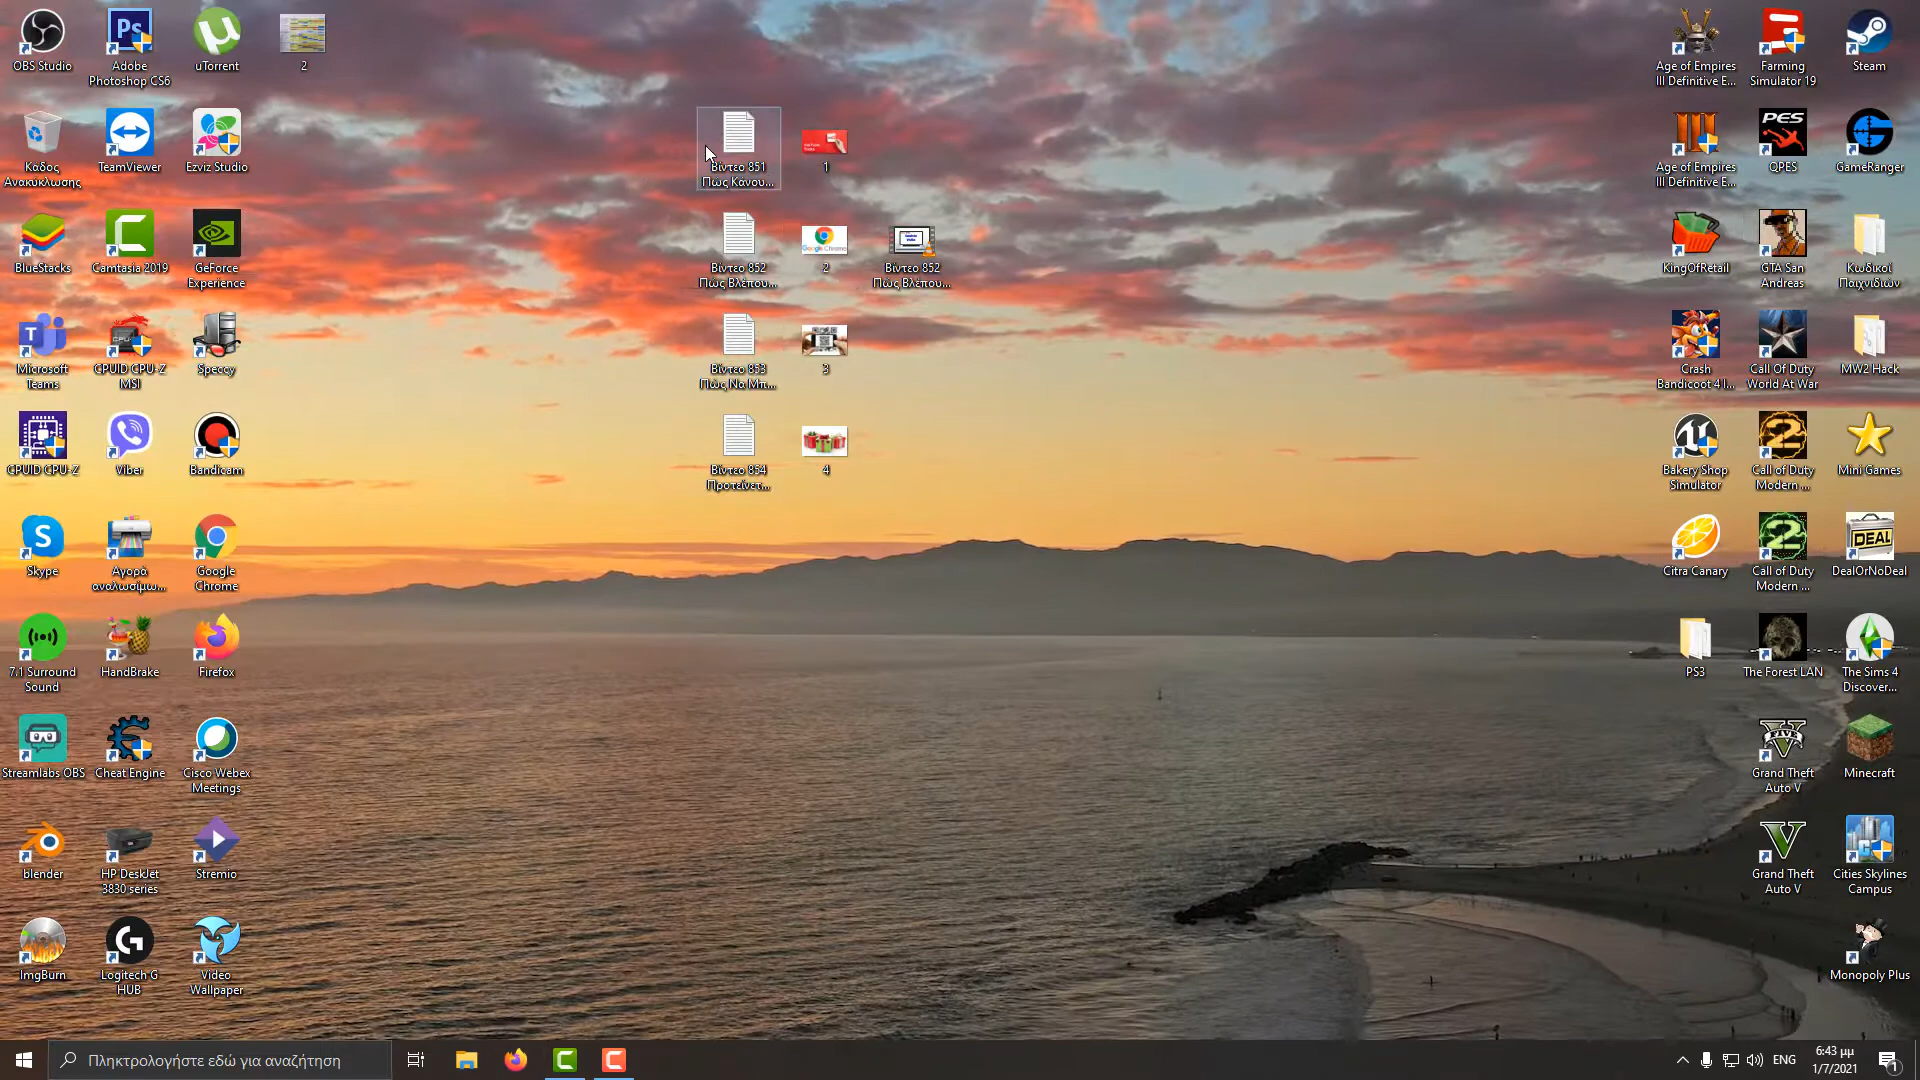 OBS Studio
Adobe
Photoshop CS6
uTorrent
2
Κάδος
Ανακύκλωσης
TeamViewer
Ezviz Studio
BlueStacks
Camtasia 2019
GeForce
Experience
Microsoft
Teams
CPUID CPU-Z
MSI
Speccy
CPUID CPU-Z
Viber
Bandicam
Skype
Αγορά
αναλωσίμω...
Google
Chrome
7.1 Surround
Sound
HandBrake
Firefox
Streamlabs OBS
Cheat Engine
Cisco Webex
Meetings
blender
HP DeskJet
3830 series
Stremio
ImgBurn
Logitech G
HUB
Video
Wallpaper
Βίντεο 851
Πως Κάνου...
1
Βίντεο 852
Πως Βλέπου...
Google Chrome
2
Βίντεο 852
Πως Βλέπου...
Βίντεο 853
Πως Να Μπ...
3
Βίντεο 854
Προτείνετ...
4
Age of Empires
III Definitive E...
Farming
Simulator 19
Steam
Age of Empires
III Definitive E...
PES
QPES
GameRanger
KingOfRetail
GTA San
Andreas
Κωδικοί
Παιχνιδιών
Crash
Bandicoot 4 I...
Call Of Duty
World At War
MW2 Hack
Bakery Shop
Simulator
Call of Duty
Modern ...
Mini Games
Citra Canary
Call of Duty
Modern ...
DEAL
DealOrNoDeal
PS3
The Forest LAN
The Sims 4
Discover...
Grand Theft
Auto V
Minecraft
Grand Theft
Auto V
Cities Skylines
Campus
Monopoly Plus
Πληκτρολογήστε εδώ για αναζήτηση
ENG
6:43 μμ
1/7/2021
1